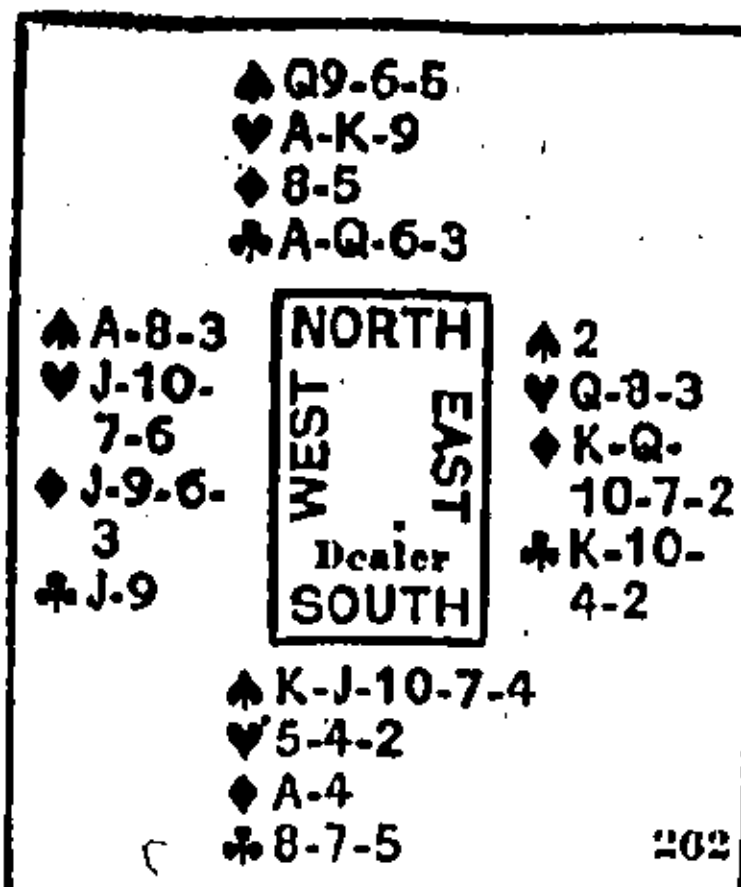 ♠ Q9-6-5
♥ A-K-9
♦ 8-5
♣ A-Q-6-3
♠ A-8-3
♥ J-10-
7-6
♦ J-9-6-
3
♣ J-9
NORTH
WEST
EAST
Dealer
SOUTH
♠ 2
♥ Q-8-3
♦ K-Q-
10-7-2
♣ K-10-
4-2
♠ K-J-10-7-4
♥ 5-4-2
♦ A-4
♣ 8-7-5
262